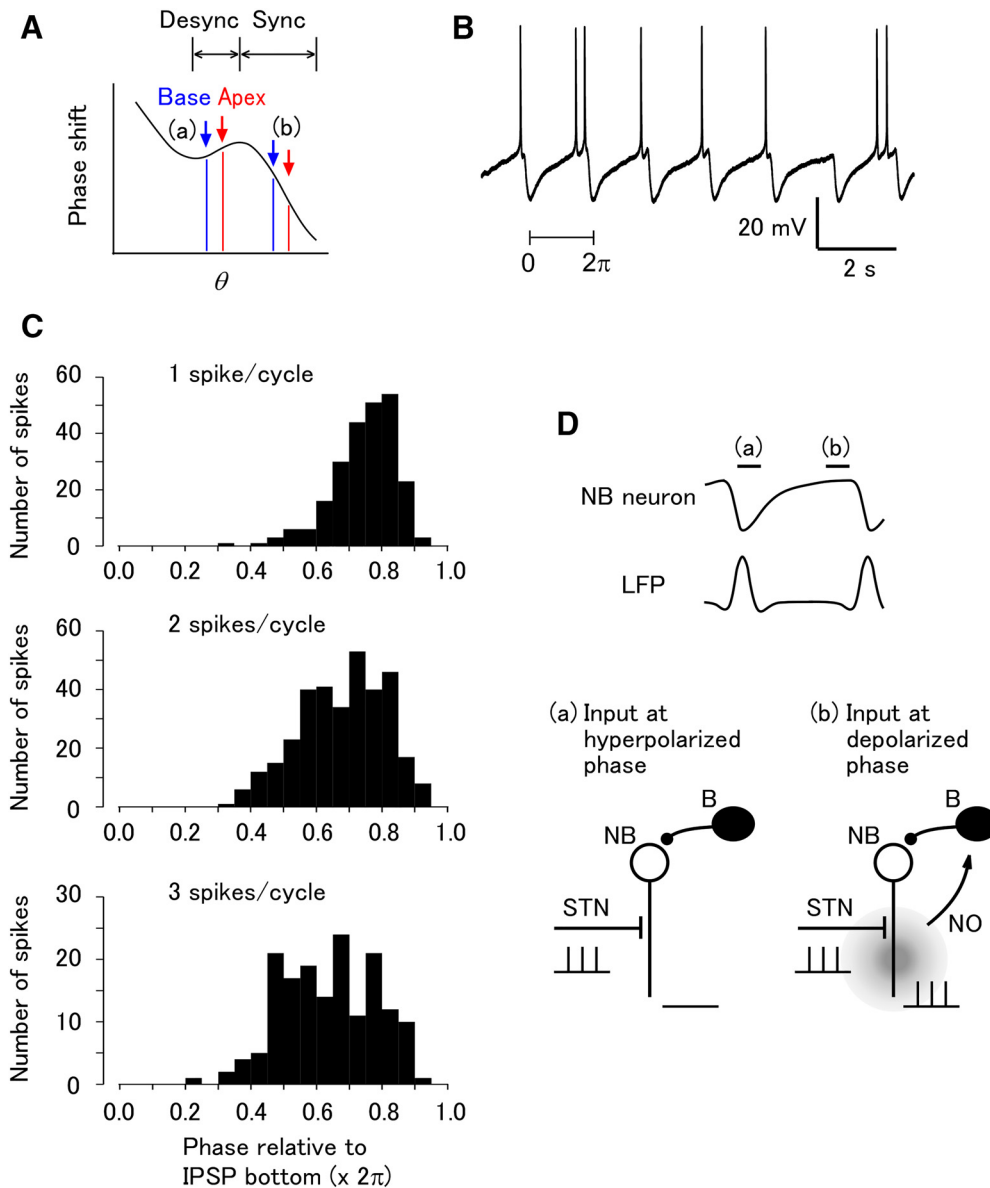 A
Desync Sync
Base Apex
(a)
(b)
Phase shift
θ
B
20 mV
2 s
0 2π
C
1 spike/cycle
Number of spikes
60
40
20
0
0.0 0.2 0.4 0.6 0.8 1.0
2 spikes/cycle
Number of spikes
60
40
20
0
0.0 0.2 0.4 0.6 0.8 1.0
3 spikes/cycle
Number of spikes
30
20
10
0
0.0 0.2 0.4 0.6 0.8 1.0
Phase relative to
IPSP bottom (x 2π)
D
(a) (b)
NB neuron
LFP
(a) Input at
hyperpolarized
phase
B
NB
STN
(b) Input at
depolarized
phase
B
NB
STN
NO